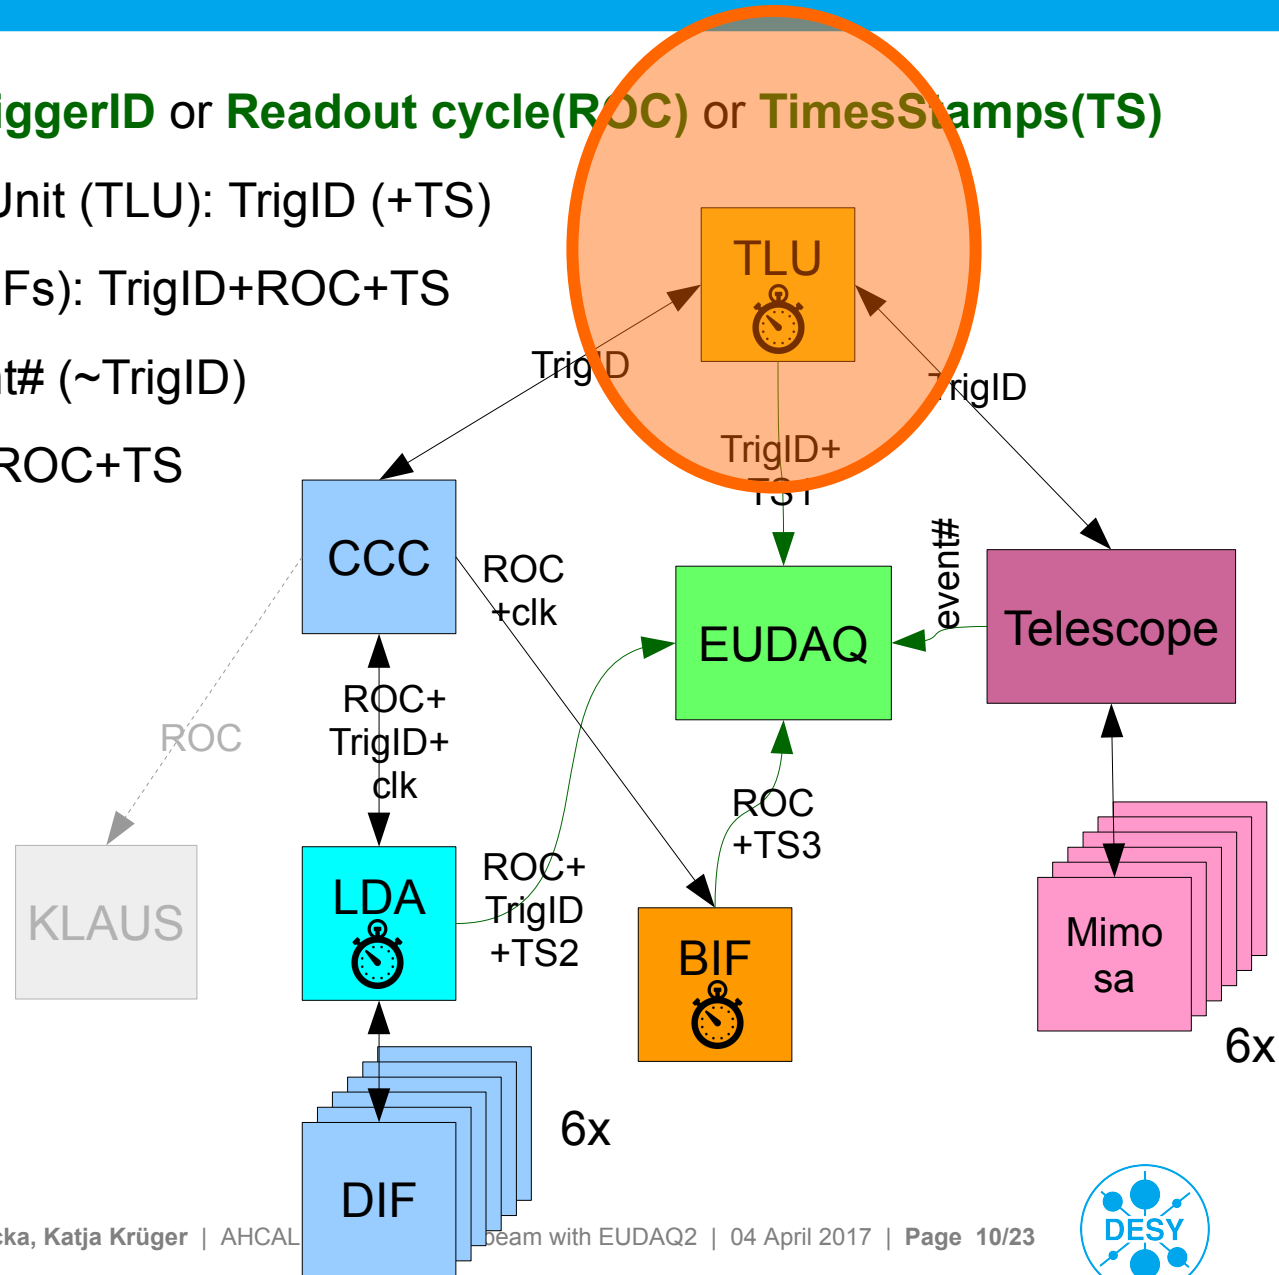 iggerID or Readout cycle(ROC) or TimesStamps(TS)
Unit (TLU): TrigID (+TS)
Fs): TrigID+ROC+TS
nt# (~TrigID)
ROC+TS
TLU
TrigID
TrigID
TrigID+
TS1
CCC
ROC
+clk
event#
EUDAQ
Telescope
ROC+
TrigID+
clk
ROC
ROC
+TS3
KLAUS
LDA
ROC+
TrigID
+TS2
BIF
Mimo
sa
6x
6x
DIF
cka, Katja Krüger | AHCAL beam with EUDAQ2 | 04 April 2017 | Page 10/23
DESY